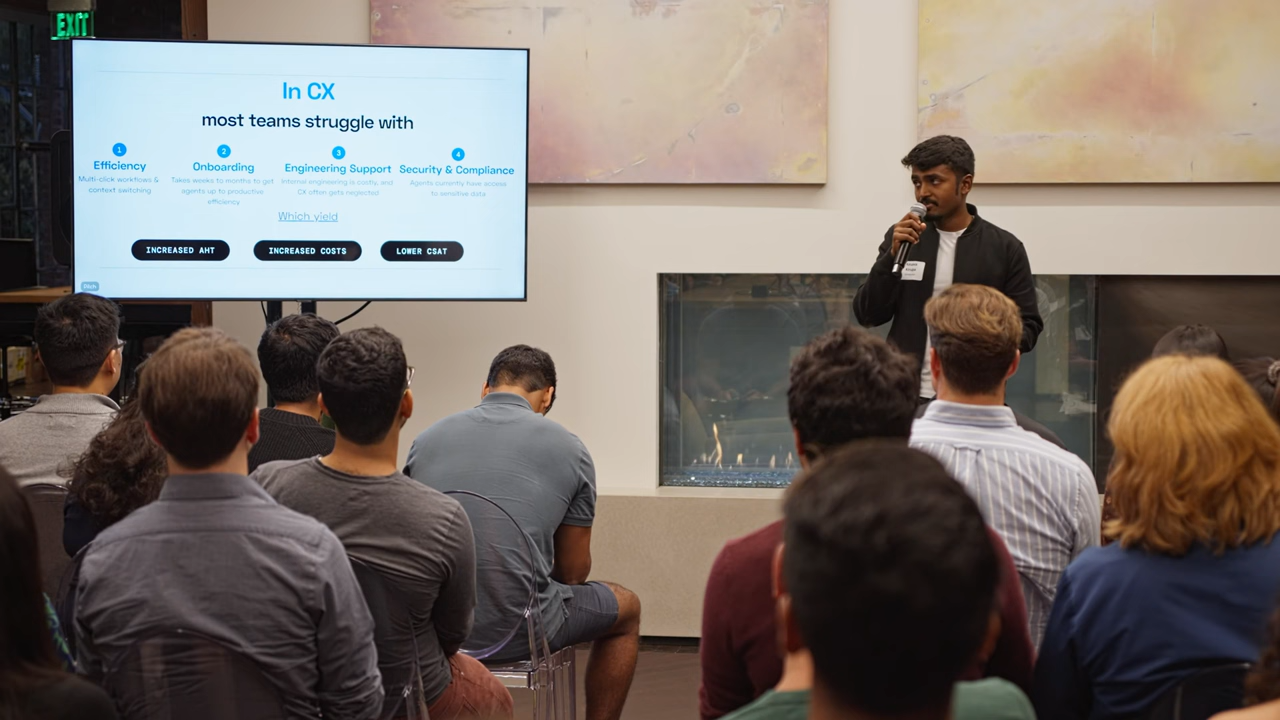 EXIT
In CX
most teams struggle with
1 2 3 4
Efficiency Onboarding Engineering Support Security & Compliance
Multi-click workflows & Takes weeks to months to get Internal engineering is costly, and Agents currently have access
context switching agents up to productive CX often gets neglected to sensitive data
efficiency
Which yield
INCREASED AHT INCREASED COSTS LOWER CSAT
Pitch